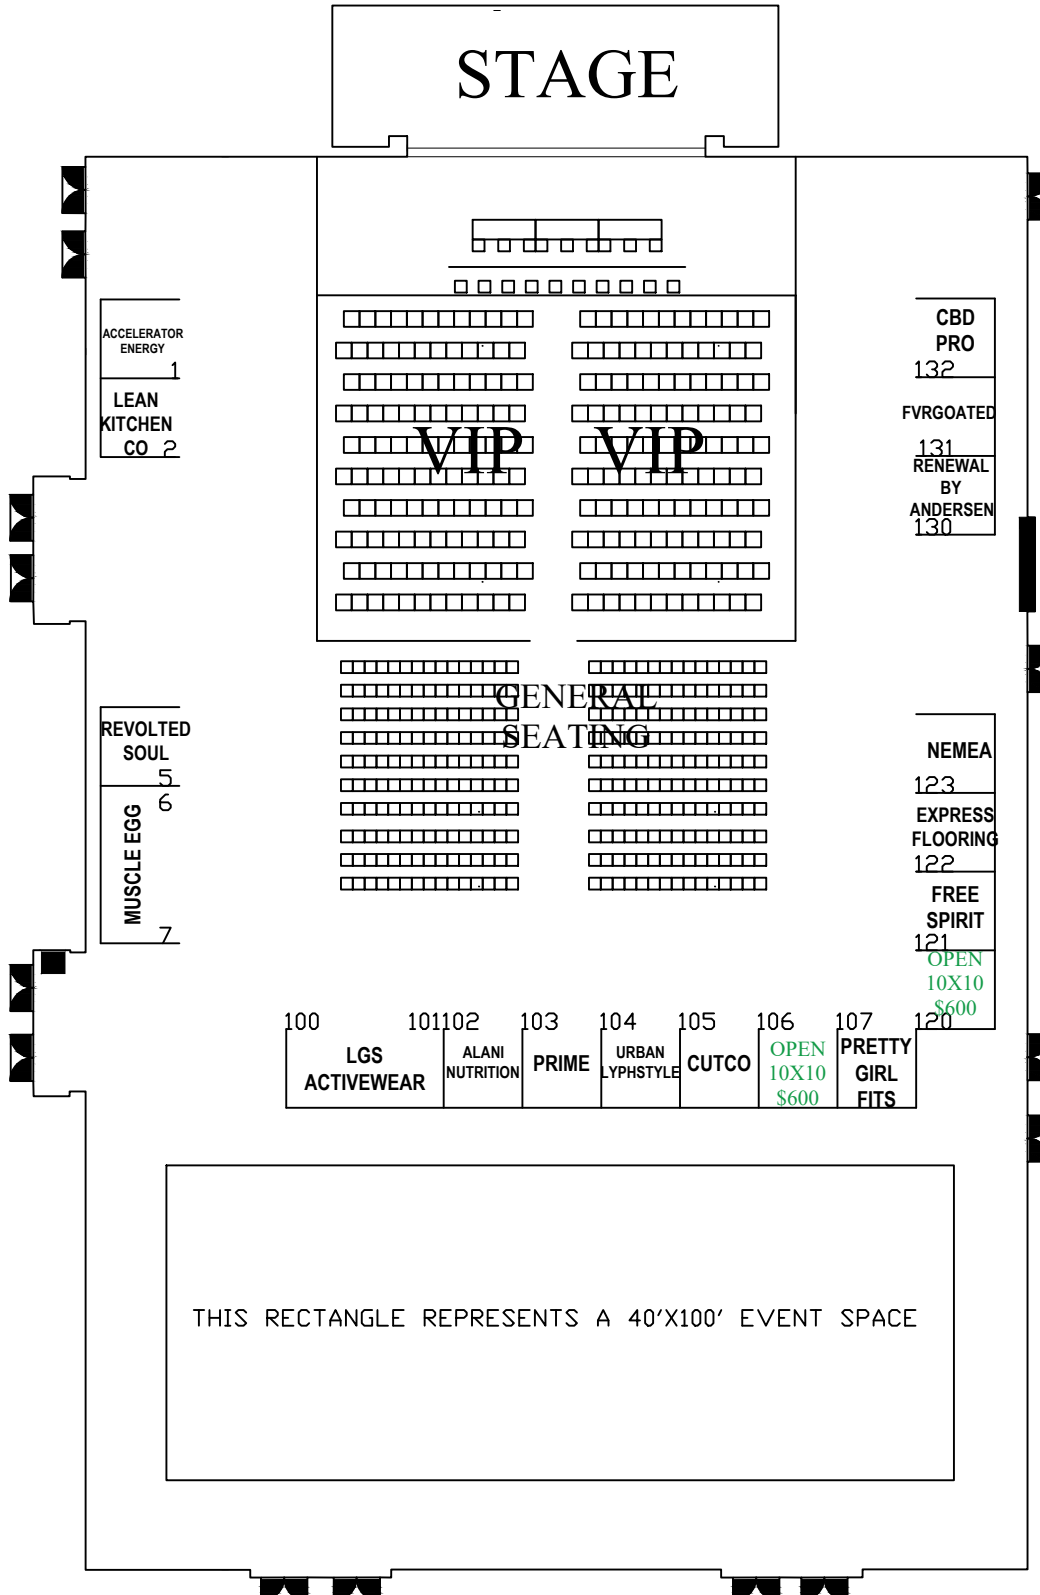 STAGE
ACCELERATOR
ENERGY
1
LEAN
KITCHEN
CO 2
CBD
PRO
132
FVRGOATED
131
RENEWAL
BY
ANDERSEN
130
VIP VIP
GENERAL
SEATING
REVOLTED
SOUL
5
6
MUSCLE EGG
7
NEMEA
123
EXPRESS
FLOORING
122
FREE
SPIRIT
121
OPEN
10X10
$600
120
100 101 102 103 104 105 106 107
LGS
ACTIVEWEAR
ALANI
NUTRITION
PRIME
URBAN
LYPHSTYLE
CUTCO
OPEN
10X10
$600
PRETTY
GIRL
FITS
THIS RECTANGLE REPRESENTS A 40'X100' EVENT SPACE